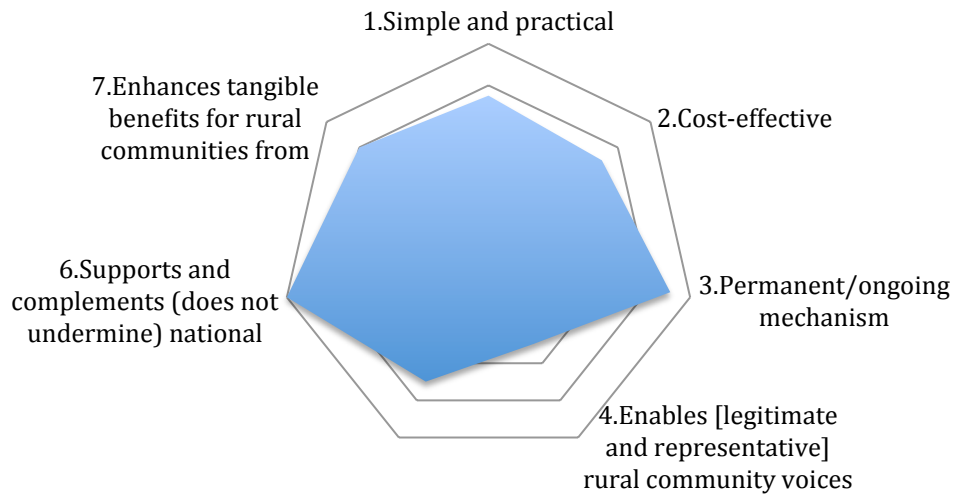 1.Simple and practical
2.Cost-effective
3.Permanent/ongoing
mechanism
4.Enables [legitimate
and representative]
rural community voices
6.Supports and
complements (does not
undermine) national
7.Enhances tangible
benefits for rural
communities from